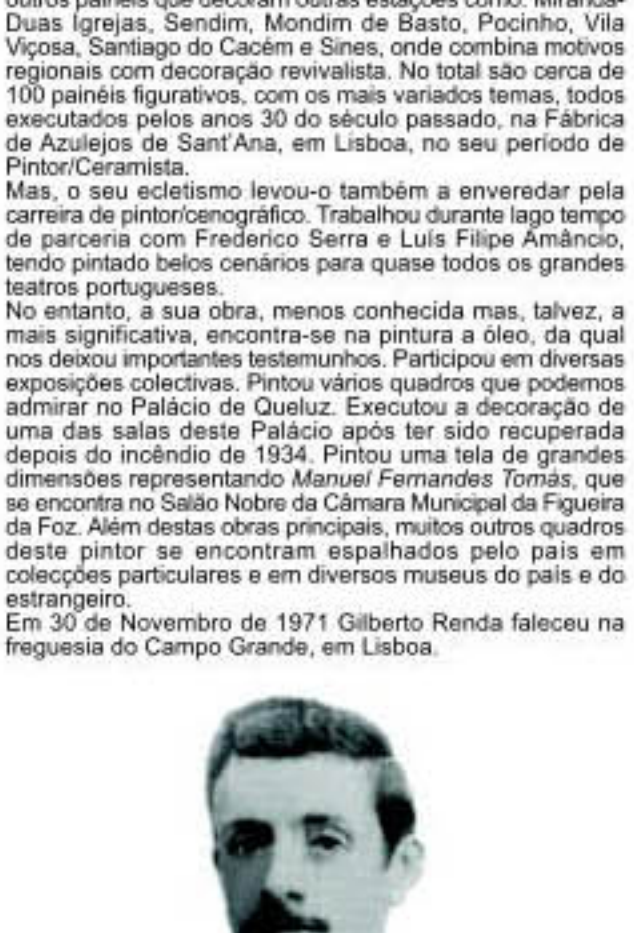 outros painéis que decoram outras estações como: Miranda-
Duas Igrejas, Sendim, Mondim de Basto, Pocinho, Vila
Viçosa, Santiago do Cacém e Sines, onde combina motivos
regionais com decoração revivalista. No total são cerca de
100 painéis figurativos, com os mais variados temas, todos
executados pelos anos 30 do século passado, na Fábrica
de Azulejos de Sant'Ana, em Lisboa, no seu período de
Pintor/Ceramista.
Mas, o seu ecletismo levou-o também a enveredar pela
carreira de pintor/cenográfico. Trabalhou durante lago tempo
de parceria com Frederico Serra e Luís Filipe Amâncio,
tendo pintado belos cenários para quase todos os grandes
teatros portugueses.
No entanto, a sua obra, menos conhecida mas, talvez, a
mais significativa, encontra-se na pintura a óleo, da qual
nos deixou importantes testemunhos. Participou em diversas
exposições colectivas. Pintou vários quadros que podemos
admirar no Palácio de Queluz. Executou a decoração de
uma das salas deste Palácio após ter sido recuperada
depois do incêndio de 1934. Pintou uma tela de grandes
dimensões representando Manuel Fernandes Tomás, que
se encontra no Salão Nobre da Câmara Municipal da Figueira
da Foz. Além destas obras principais, muitos outros quadros
deste pintor se encontram espalhados pelo país em
colecções particulares e em diversos museus do país e do
estrangeiro.
Em 30 de Novembro de 1971 Gilberto Renda faleceu na
freguesia do Campo Grande, em Lisboa.